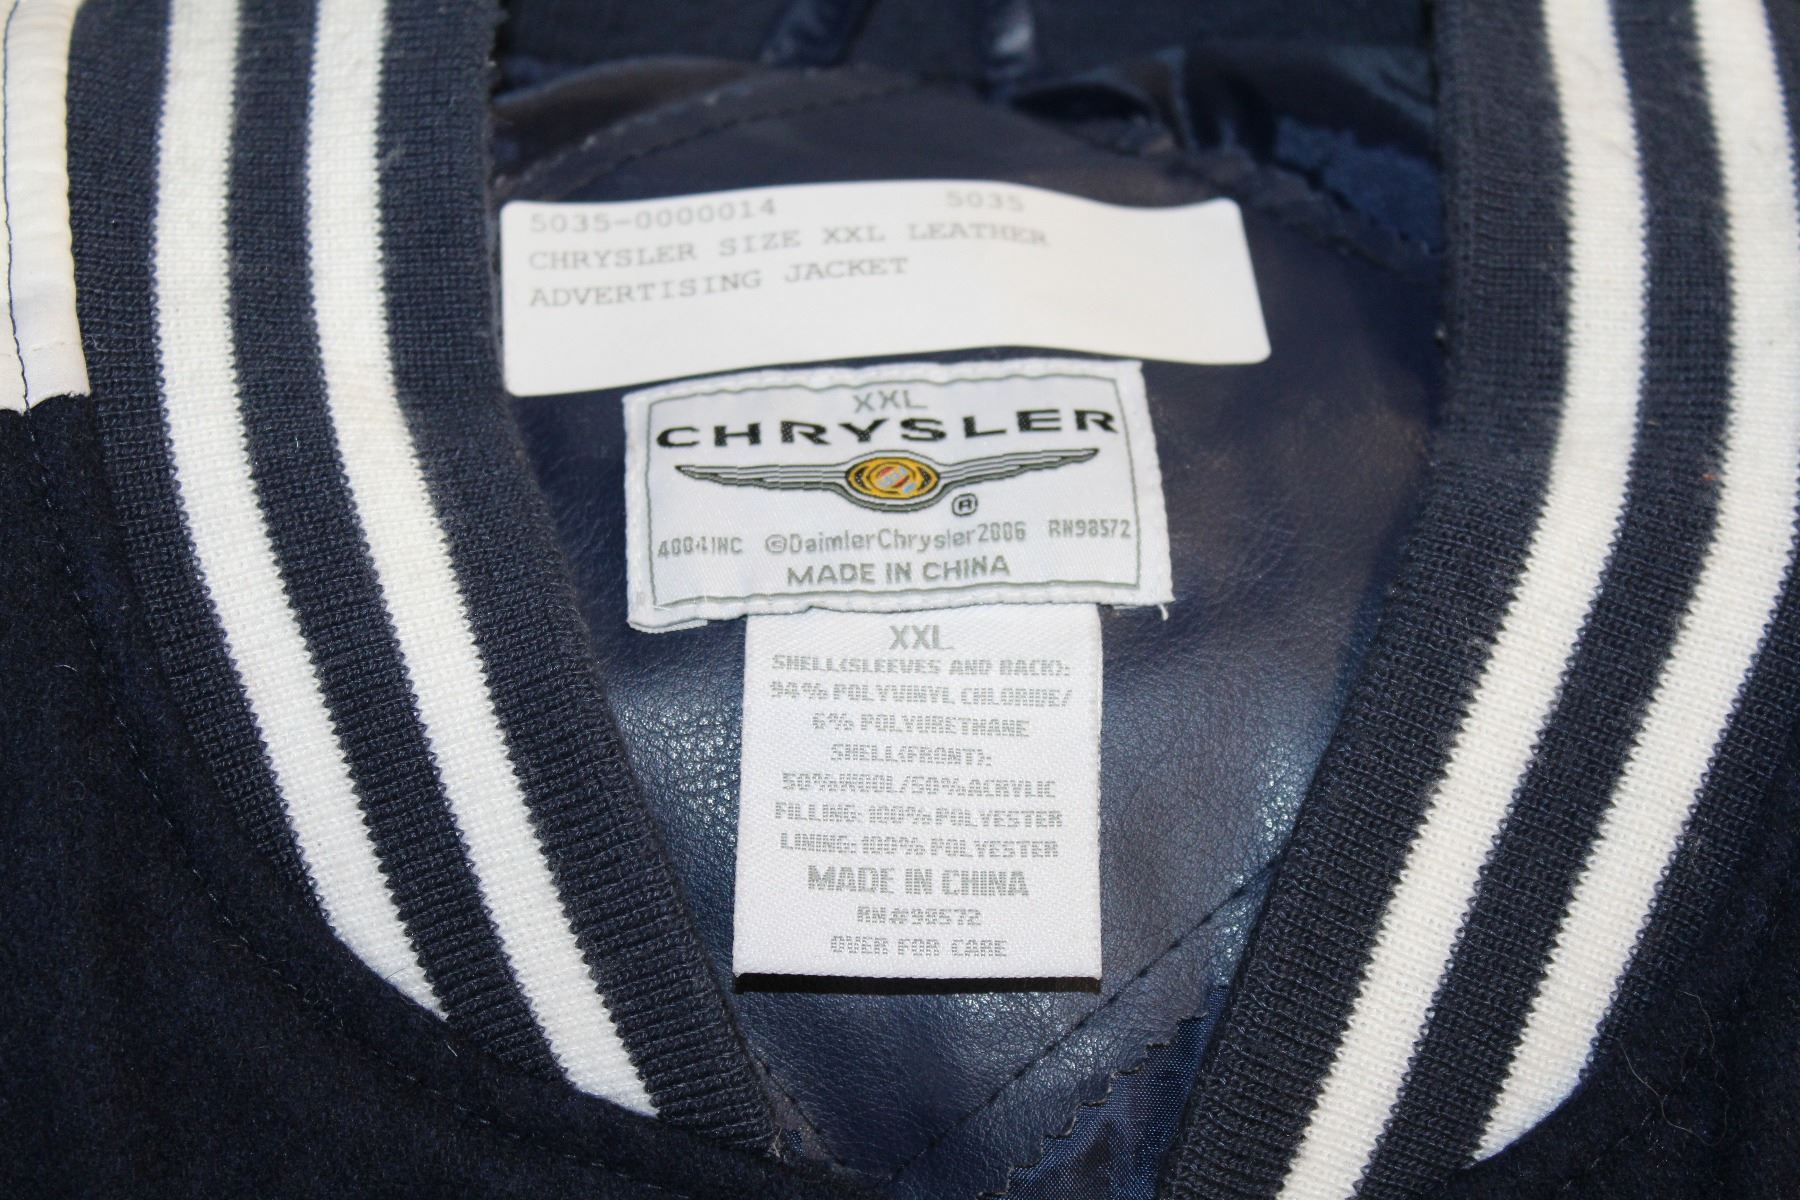 5035-0000014 5035
CHRYSLER SIZE XXL LEATHER
ADVERTISING JACKET
XXL
CHRYSLER
®
4004 INC ©DaimlerChrysler2006 RN98572
MADE IN CHINA
XXL
SHELL(SLEEVES AND BACK):
94% POLYVINYL CHLORIDE/
6% POLYURETHANE
SHELL(FRONT):
50%WOOL/50%ACRYLIC
FILLING: 100% POLYESTER
LINING: 100% POLYESTER
MADE IN CHINA
RN#98572
OVER FOR CARE